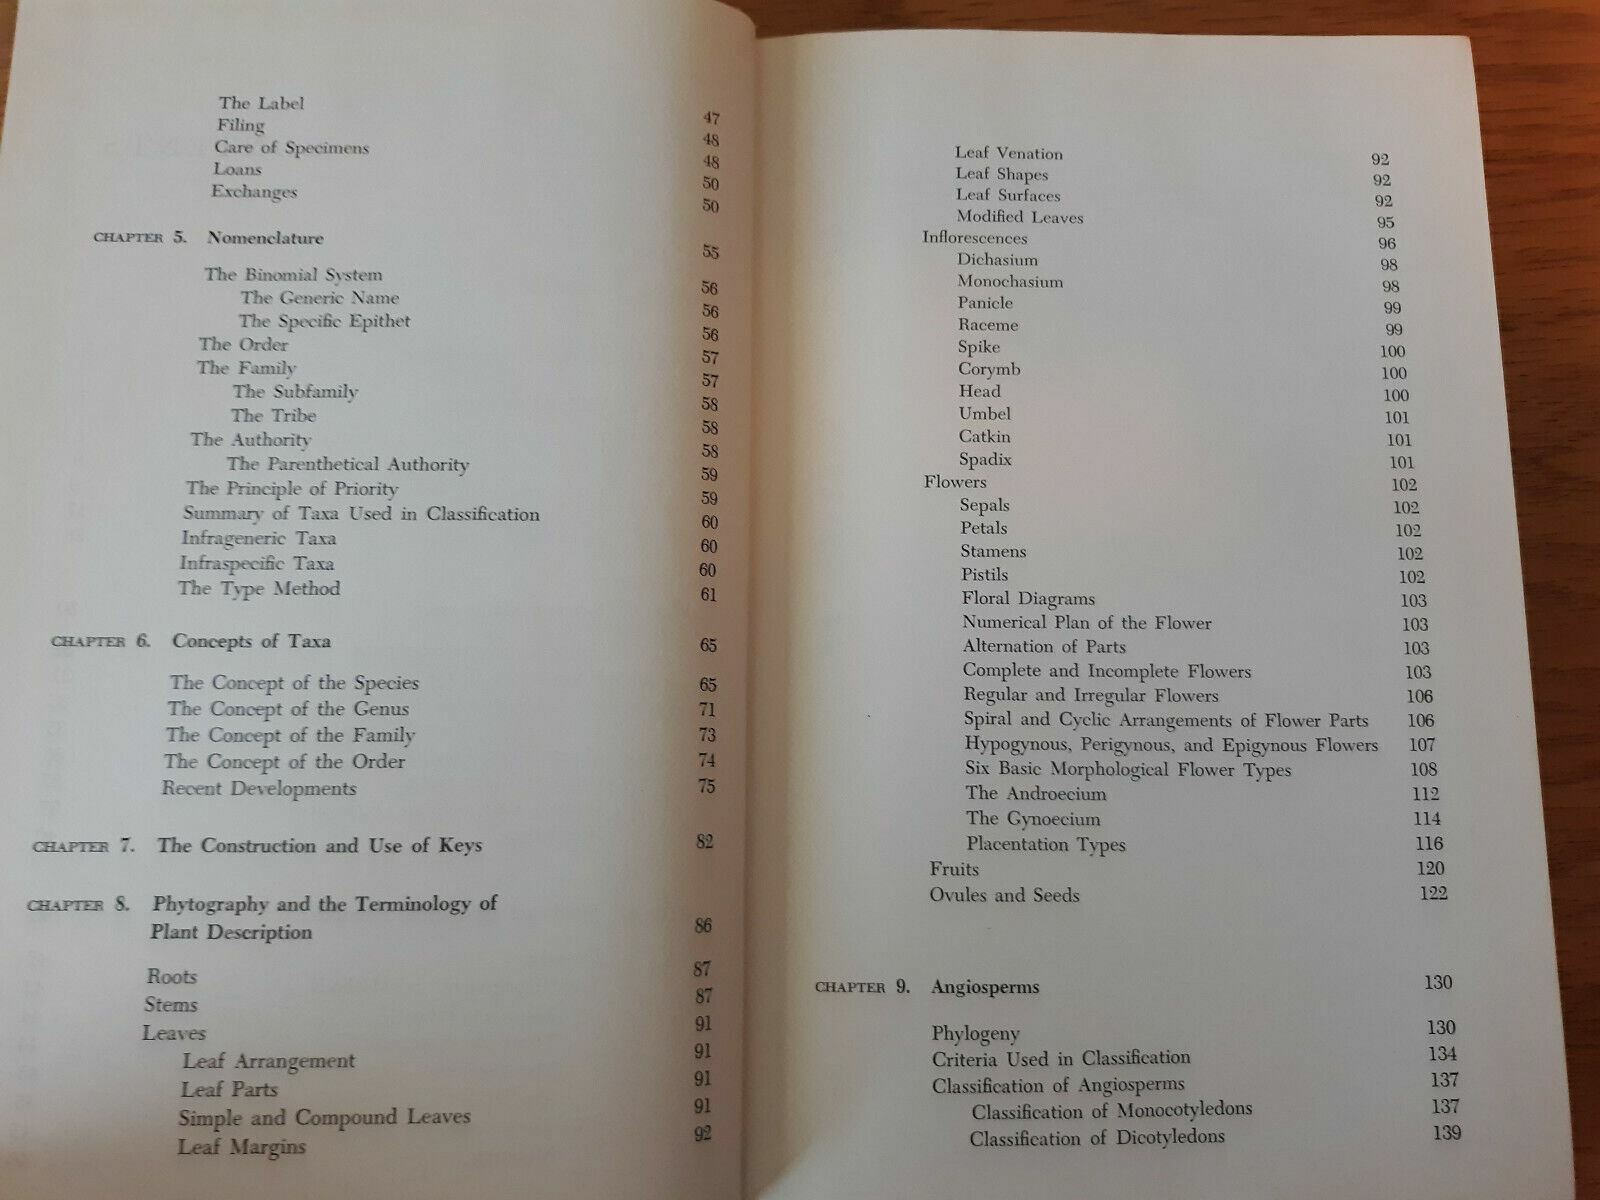 The Label 47
Filing 48
Care of Specimens 48
Loans 50
Exchanges 50
CHAPTER 5. Nomenclature 55
The Binomial System 56
The Generic Name 56
The Specific Epithet 56
The Order 57
The Family 57
The Subfamily 58
The Tribe 58
The Authority 58
The Parenthetical Authority 59
The Principle of Priority 59
Summary of Taxa Used in Classification 60
Infrageneric Taxa 60
Infraspecific Taxa 60
The Type Method 61
CHAPTER 6. Concepts of Taxa 65
The Concept of the Species 65
The Concept of the Genus 71
The Concept of the Family 73
The Concept of the Order 74
Recent Developments 75
CHAPTER 7. The Construction and Use of Keys 82
CHAPTER 8. Phytography and the Terminology of
Plant Description 86
Roots 87
Stems 87
Leaves 91
Leaf Arrangement 91
Leaf Parts 91
Simple and Compound Leaves 91
Leaf Margins 92
Leaf Venation 92
Leaf Shapes 92
Leaf Surfaces 92
Modified Leaves 95
Inflorescences 96
Dichasium 98
Monochasium 98
Panicle 99
Raceme 99
Spike 100
Corymb 100
Head 100
Umbel 101
Catkin 101
Spadix 101
Flowers 102
Sepals 102
Petals 102
Stamens 102
Pistils 102
Floral Diagrams 103
Numerical Plan of the Flower 103
Alternation of Parts 103
Complete and Incomplete Flowers 103
Regular and Irregular Flowers 106
Spiral and Cyclic Arrangements of Flower Parts 106
Hypogynous, Perigynous, and Epigynous Flowers 107
Six Basic Morphological Flower Types 108
The Androecium 112
The Gynoecium 114
Placentation Types 116
Fruits 120
Ovules and Seeds 122
CHAPTER 9. Angiosperms 130
Phylogeny 130
Criteria Used in Classification 134
Classification of Angiosperms 137
Classification of Monocotyledons 137
Classification of Dicotyledons 139